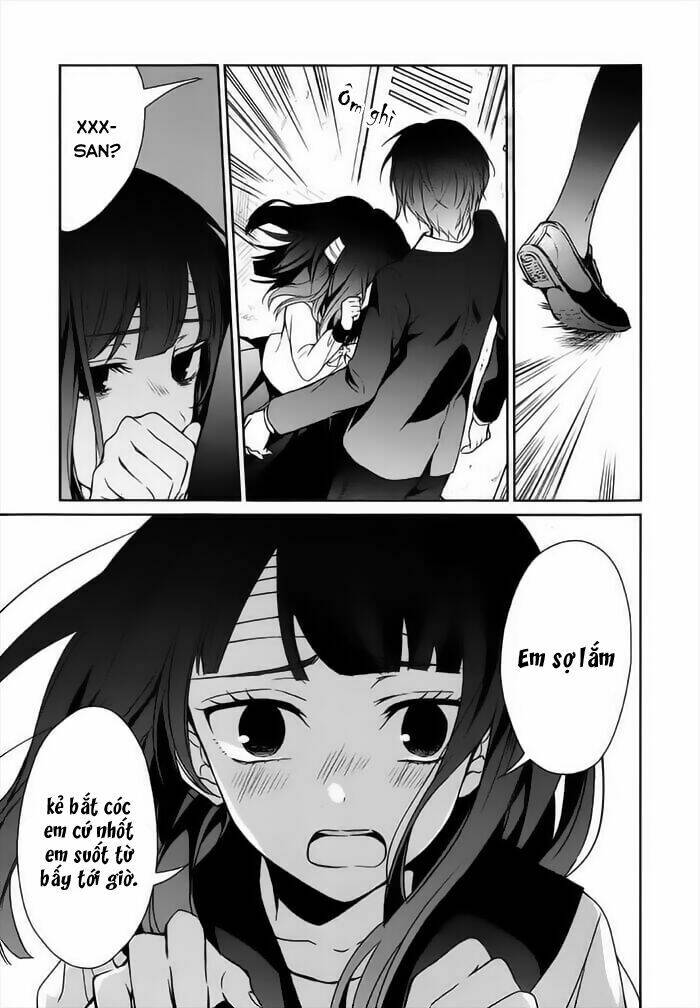 XXX-
SAN?
Ôm ghì
Em sợ lắm
kẻ bắt cóc
em cứ nhốt
em suốt từ
bấy tới giờ.